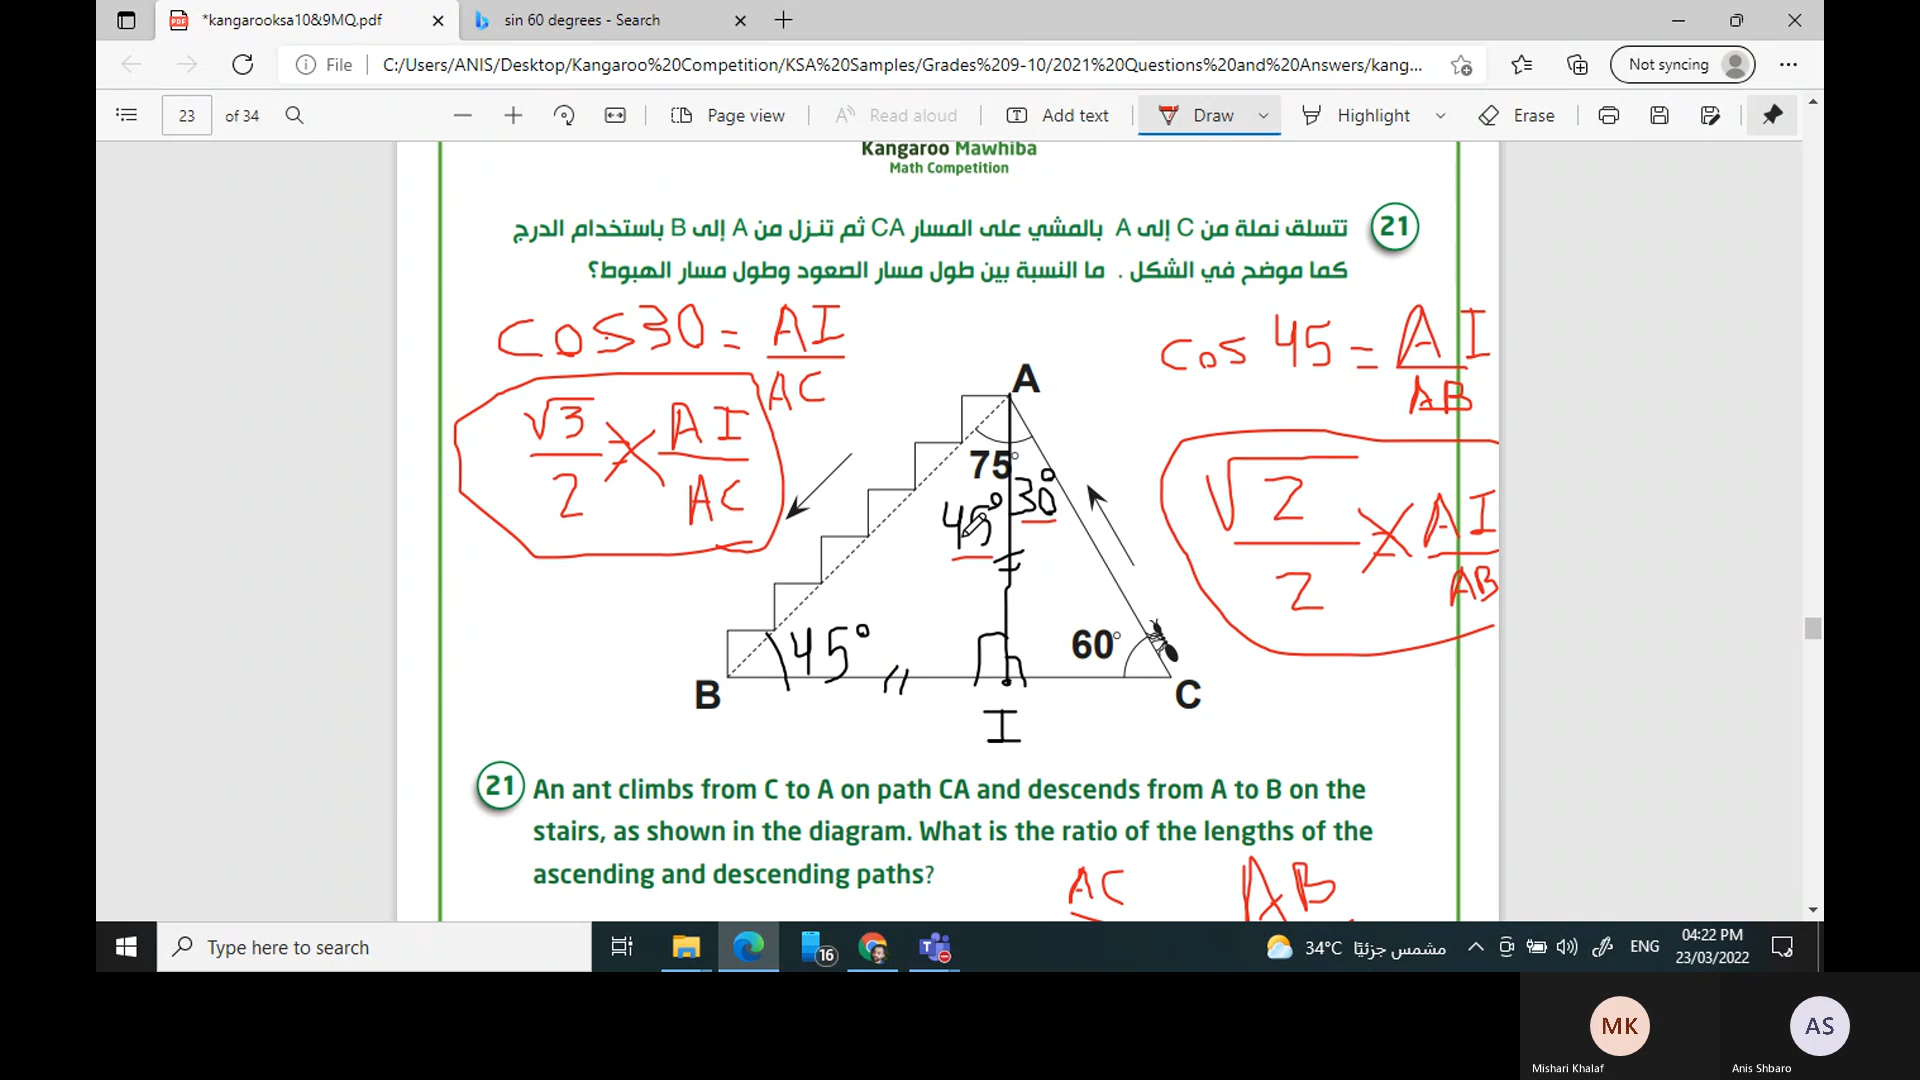 *kangarooksa10&9MQ.pdf
sin 60 degrees - Search
File
C:/Users/ANIS/Desktop/Kangaroo%20Competition/KSA%20Samples/Grades%209-10/2021%20Questions%20and%20Answers/kang...
Not syncing
23 of 34
Page view
Read aloud
Add text
Draw
Highlight
Erase
Kangaroo Mawhiba
Math Competition
21 تتسلق نملة من C إلى A بالمشي على المسار CA ثم تنزل من A إلى B باستخدام الدرج
كما موضح في الشكل . ما النسبة بين طول مسار الصعود وطول مسار الهبوط؟
cos30 = AI/AC
√3/2 = AI/AC
cos 45 = AI/AB
√2/2 = AI/AB
A
75°
45° 30°
45°
60°
B
C
I
21 An ant climbs from C to A on path CA and descends from A to B on the
stairs, as shown in the diagram. What is the ratio of the lengths of the
ascending and descending paths?
AC AB
Type here to search
16
34°C مشمس جزئيًا
ENG
04:22 PM
23/03/2022
MK
Mishari Khalaf
AS
Anis Shbaro